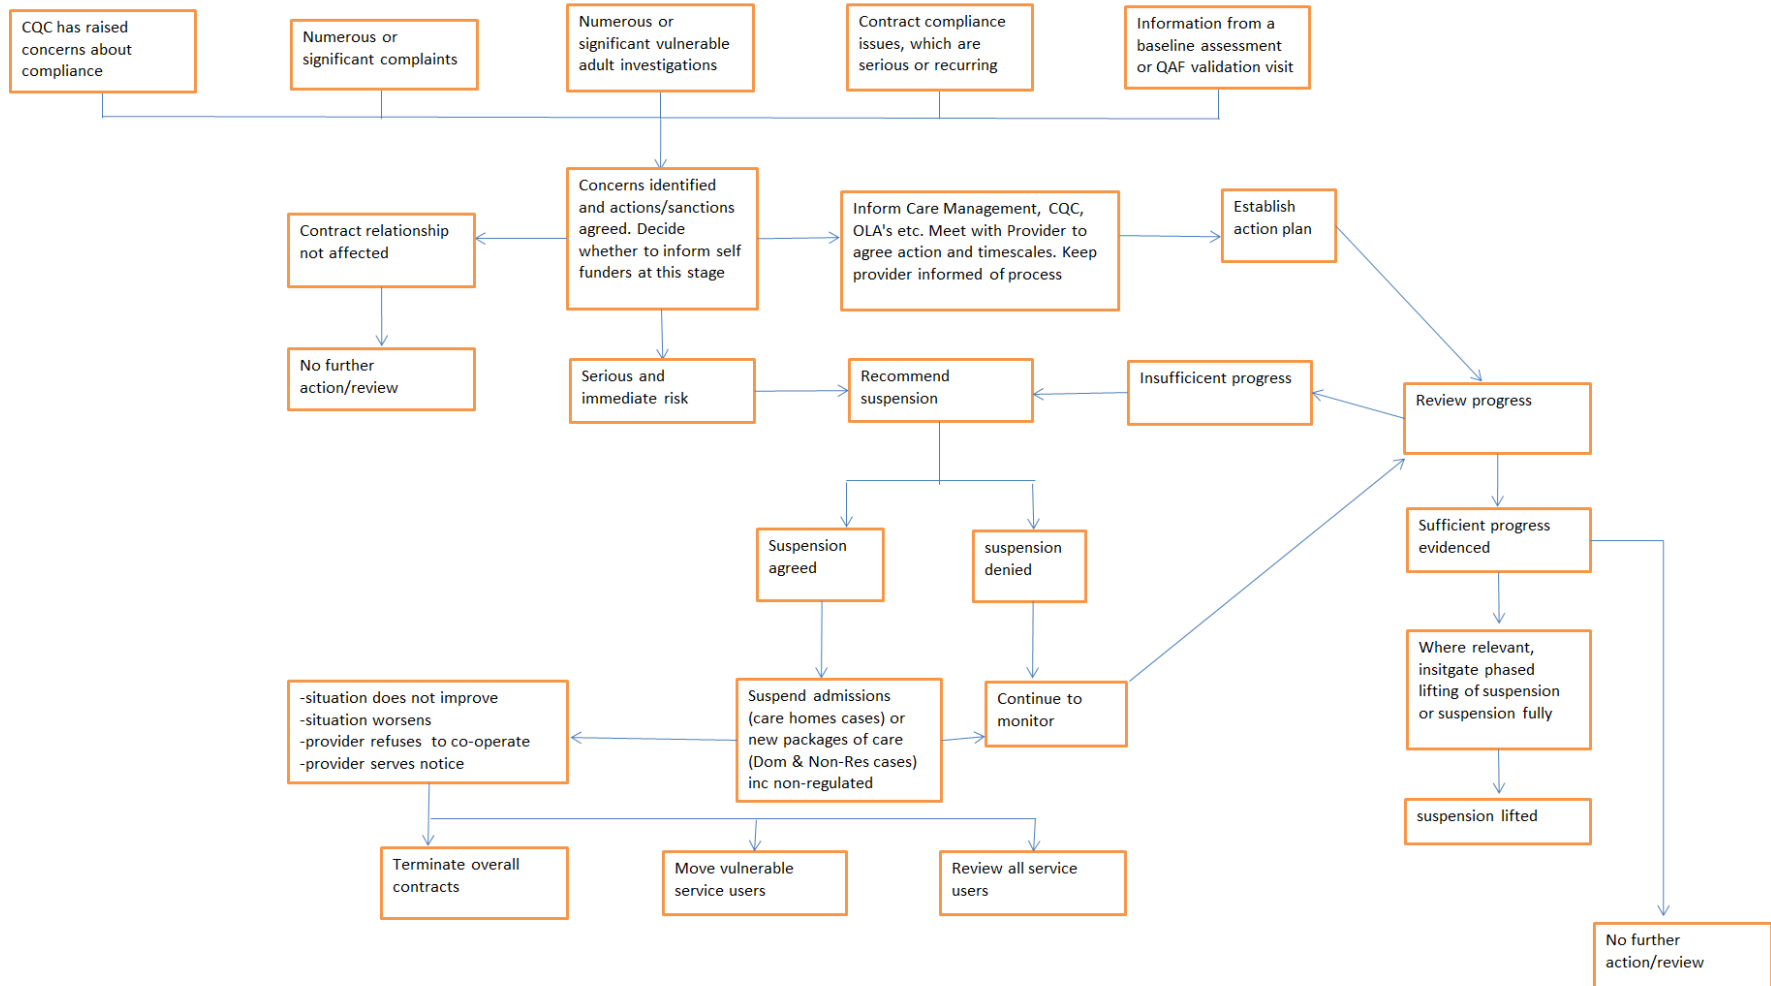 CQC has raised
concerns about
compliance
Numerous or
significant complaints
Numerous or
significant vulnerable
adult investigations
Contract compliance
issues, which are
serious or recurring
Information from a
baseline assessment
or QAF validation visit
Contract relationship
not affected
Concerns identified
and actions/sanctions
agreed. Decide
whether to inform self
funders at this stage
Inform Care Management, CQC,
OLA's etc. Meet with Provider to
agree action and timescales. Keep
provider informed of process
Establish
action plan
No further
action/review
Serious and
immediate risk
Recommend
suspension
Insufficicent progress
Review progress
Suspension
agreed
suspension
denied
Sufficient progress
evidenced
-situation does not improve
-situation worsens
-provider refuses to co-operate
-provider serves notice
Suspend admissions
(care homes cases) or
new packages of care
(Dom & Non-Res cases)
inc non-regulated
Continue to
monitor
Where relevant,
insitgate phased
lifting of suspension
or suspension fully
suspension lifted
Terminate overall
contracts
Move vulnerable
service users
Review all service
users
No further
action/review